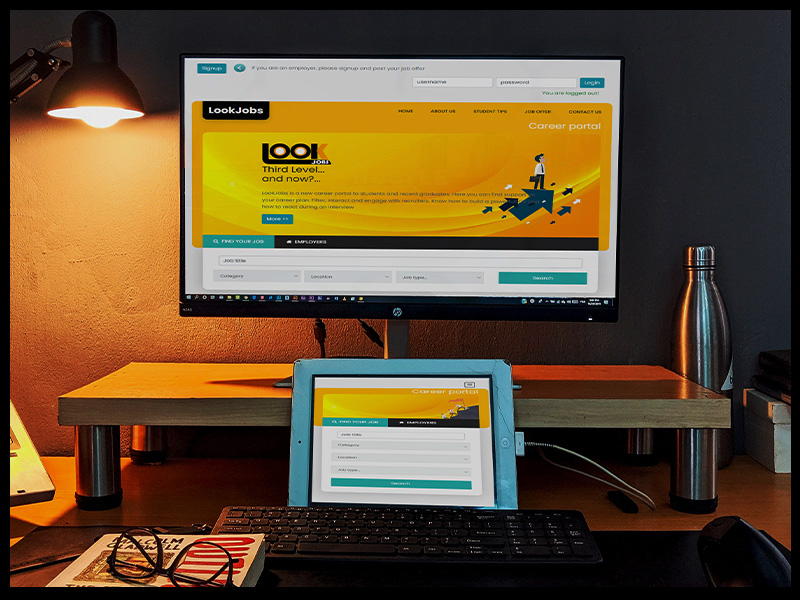 Signup
If you are an employer, please signup and post your job offer
username password Login
You are logged out!
LookJobs HOME ABOUT US STUDENT TIPS JOB OFFER CONTACT US
Career portal
LOOK
JOBS
Third Level...
and now?...
LookJobs is a new career portal to students and recent graduates. Here you can find support
your career plan. Filter, interact and engage with recruiters. Know how to build a
how to react during an interview
More >>
FIND YOUR JOB EMPLOYERS
Job title
Category Location Job type... Search
hp
Career portal
FIND YOUR JOB EMPLOYERS
Job title
Category
Location
Job type...
Search
MALCOLM